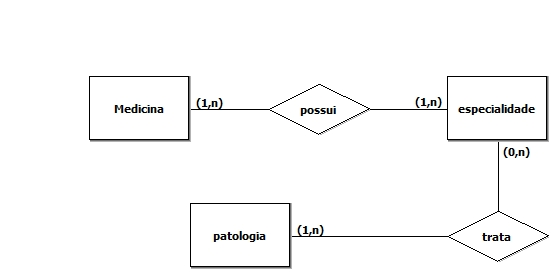 Medicina (1,n) possui (1,n) especialidade
(0,n)
patologia (1,n) trata